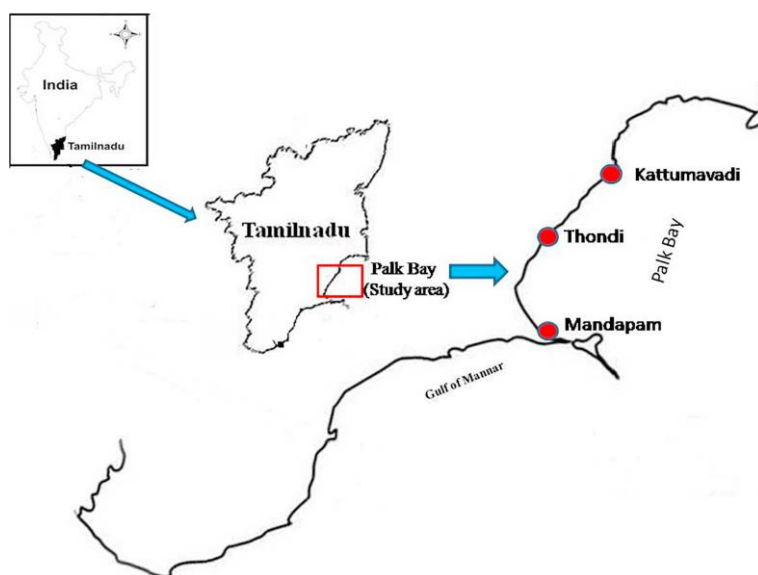 India
Tamilnadu
Tamilnadu
Palk Bay
(Study area)
Kattumavadi
Thondi
Mandapam
Palk Bay
Gulf of Mannar